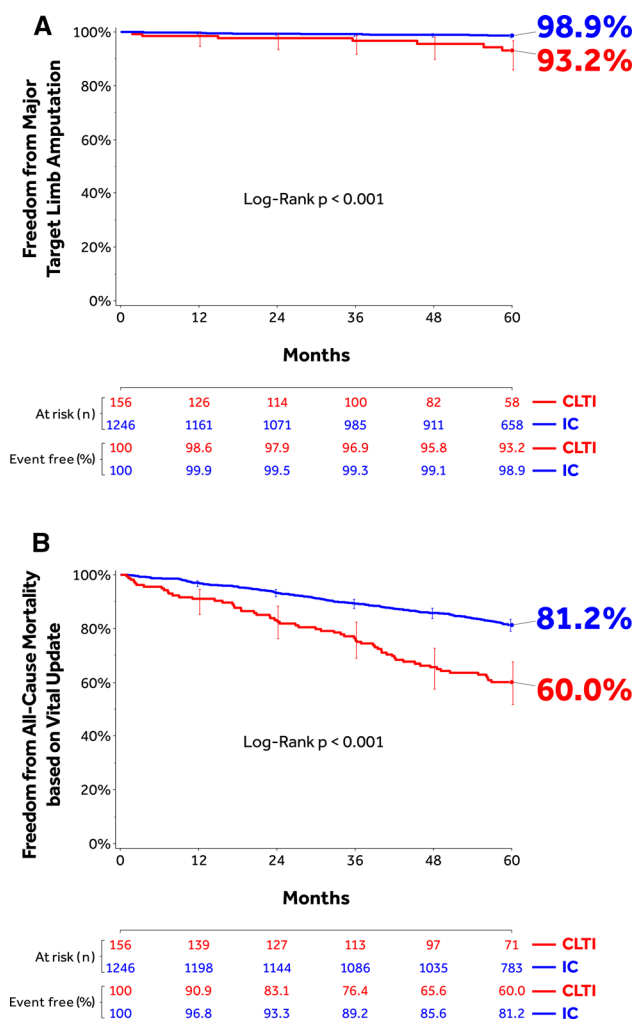 A
Freedom from Major
Target Limb Amputation
100%
80%
60%
40%
20%
0%
98.9%
93.2%
Log-Rank p < 0.001
0 12 24 36 48 60
Months
At risk (n)
156 126 114 100 82 58 CLTI
1246 1161 1071 985 911 658 IC
Event free (%)
100 98.6 97.9 96.9 95.8 93.2 CLTI
100 99.9 99.5 99.3 99.1 98.9 IC
B
Freedom from All-Cause Mortality
based on Vital Update
100%
80%
60%
40%
20%
0%
81.2%
60.0%
Log-Rank p < 0.001
0 12 24 36 48 60
Months
At risk (n)
156 139 127 113 97 71 CLTI
1246 1198 1144 1086 1035 783 IC
Event free (%)
100 90.9 83.1 76.4 65.6 60.0 CLTI
100 96.8 93.3 89.2 85.6 81.2 IC